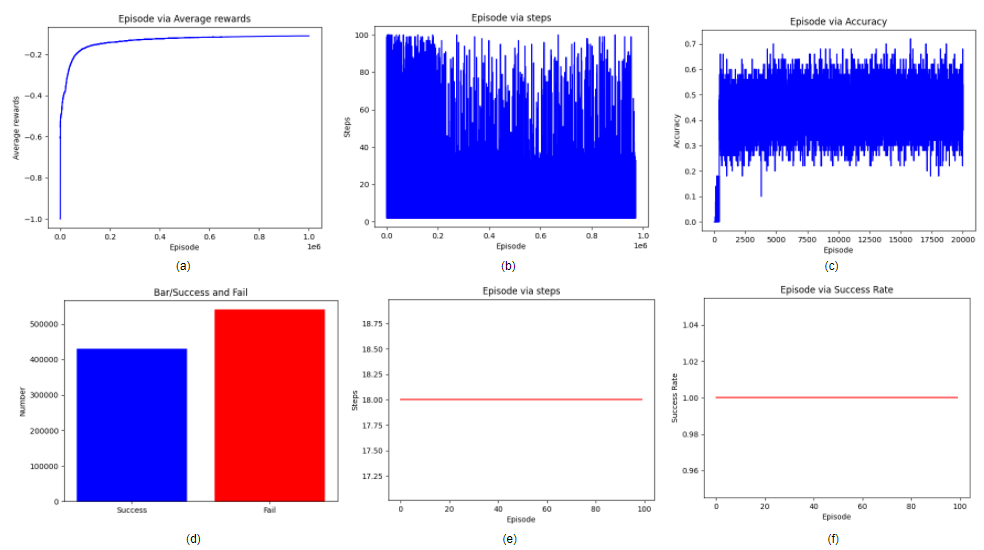 Episode via Average rewards
Average rewards
−0.2
−0.4
−0.6
−0.8
−1.0
0.0 0.2 0.4 0.6 0.8 1.0
1e6
Episode
(a)
Episode via steps
Steps
100
80
60
40
20
0
0.0 0.2 0.4 0.6 0.8 1.0
1e6
Episode
(b)
Episode via Accuracy
Accuracy
0.7
0.6
0.5
0.4
0.3
0.2
0.1
0.0
0 2500 5000 7500 10000 12500 15000 17500 20000
Episode
(c)
Bar/Success and Fail
Number
500000
400000
300000
200000
100000
0
Success Fail
(d)
Episode via steps
Steps
18.75
18.50
18.25
18.00
17.75
17.50
17.25
0 20 40 60 80 100
Episode
(e)
Episode via Success Rate
Success Rate
1.04
1.02
1.00
0.98
0.96
0 20 40 60 80 100
Episode
(f)